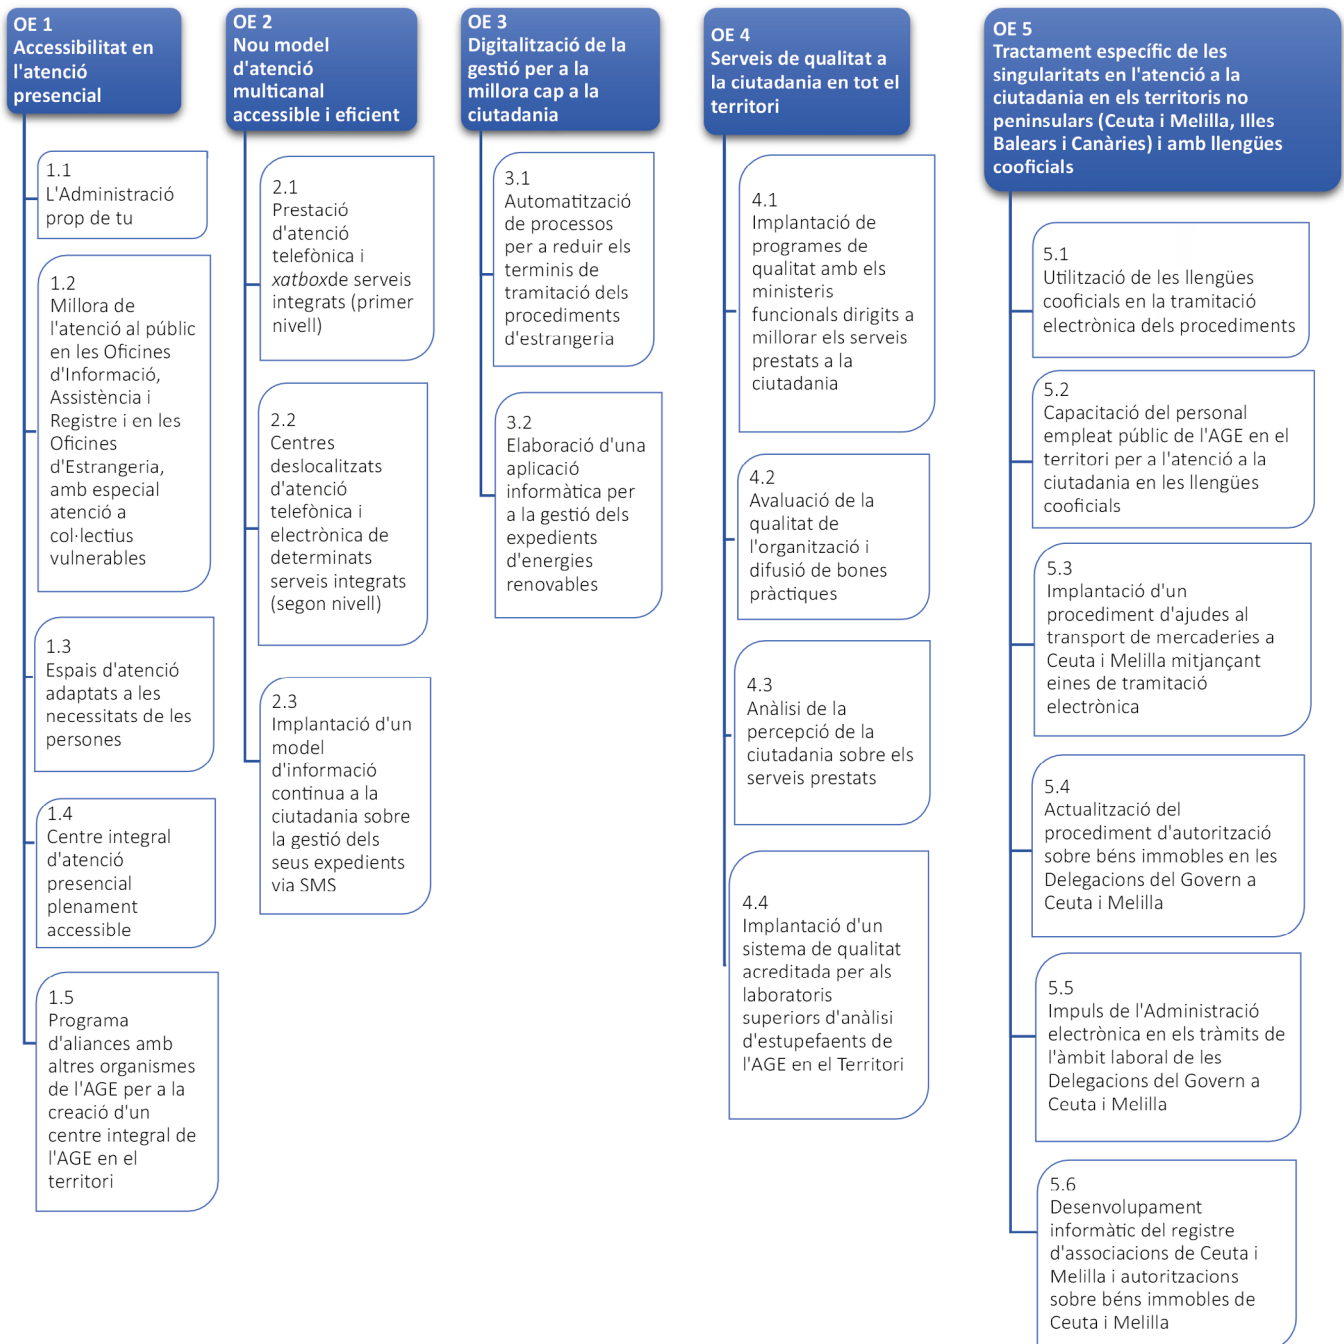 OE 1
Accessibilitat en
l'atenció
presencial
1.1
L'Administració
prop de tu
1.2
Millora de
l'atenció al públic
en les Oficines
d'Informació,
Assistència i
Registre i en les
Oficines
d'Estrangeria,
amb especial
atenció a
col·lectius
vulnerables
1.3
Espais d'atenció
adaptats a les
necessitats de les
persones
1.4
Centre integral
d'atenció
presencial
plenament
accessible
1.5
Programa
d'aliances amb
altres organismes
de l'AGE per a la
creació d'un
centre integral de
l'AGE en el
territori
OE 2
Nou model
d'atenció
multicanal
accessible i eficient
2.1
Prestació
d'atenció
telefònica i
xatboxde serveis
integrats (primer
nivell)
2.2
Centres
deslocalitzats
d'atenció
telefònica i
electrònica de
determinats
serveis integrats
(segon nivell)
2.3
Implantació d'un
model
d'informació
contínua a la
ciutadania sobre
la gestió dels
seus expedients
via SMS
OE 3
Digitalització de la
gestió per a la
millora cap a la
ciutadania
3.1
Automatització
de processos
per a reduir els
terminis de
tramitació dels
procediments
d'estrangeria
3.2
Elaboració d'una
aplicació
informàtica per
a la gestió dels
expedients
d'energies
renovables
OE 4
Serveis de qualitat a
la ciutadania en tot el
territori
4.1
Implantació de
programes de
qualitat amb els
ministeris
funcionals dirigits a
millorar els serveis
prestats a la
ciutadania
4.2
Avaluació de la
qualitat de
l'organització i
difusió de bones
pràctiques
4.3
Anàlisi de la
percepció de la
ciutadania sobre els
serveis prestats
4.4
Implantació d'un
sistema de qualitat
acreditada per als
laboratoris
superiors d'anàlisi
d'estupefaents de
l'AGE en el Territori
OE 5
Tractament específic de les
singularitats en l'atenció a la
ciutadania en els territoris no
peninsulars (Ceuta i Melilla, Illes
Balears i Canàries) i amb llengües
cooficials
5.1
Utilització de les llengües
cooficials en la tramitació
electrònica dels procediments
5.2
Capacitació del personal
empleat públic de l'AGE en el
territori per a l'atenció a la
ciutadania en les llengües
cooficials
5.3
Implantació d'un
procediment d'ajudes al
transport de mercaderies a
Ceuta i Melilla mitjançant
eines de tramitació
electrònica
5.4
Actualització del
procediment d'autorització
sobre béns immobles en les
Delegacions del Govern a
Ceuta i Melilla
5.5
Impuls de l'Administració
electrònica en els tràmits de
l'àmbit laboral de les
Delegacions del Govern a
Ceuta i Melilla
5.6
Desenvolupament
informàtic del registre
d'associacions de Ceuta i
Melilla i autoritzacions
sobre béns immobles de
Ceuta i Melilla